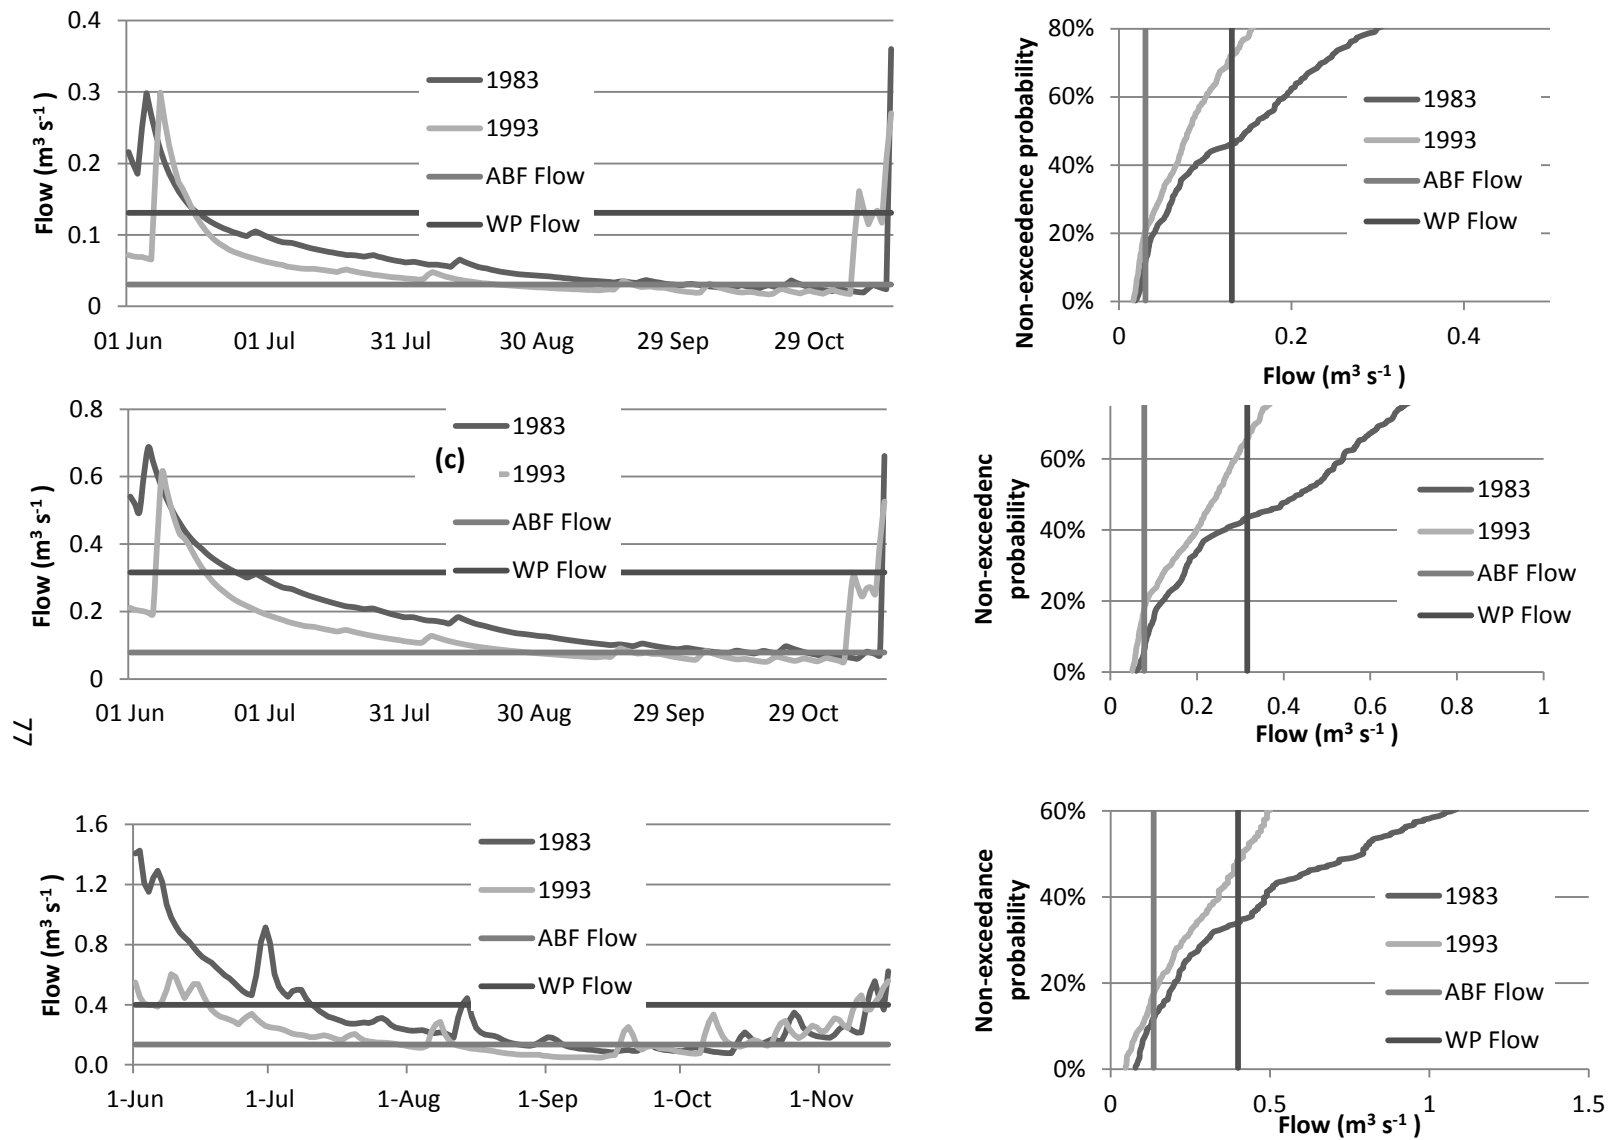 0.4
0.3
0.2
0.1
0
Flow (m³ s⁻¹ )
1983
1993
ABF Flow
WP Flow
01 Jun 01 Jul 31 Jul 30 Aug 29 Sep 29 Oct
80%
60%
40%
20%
0%
Non-exceedence probability
1983
1993
ABF Flow
WP Flow
0 0.2 0.4
Flow (m³ s⁻¹ )
0.8
0.6
0.4
0.2
0
Flow (m³ s⁻¹ )
1983
(c)
1993
ABF Flow
WP Flow
01 Jun 01 Jul 31 Jul 30 Aug 29 Sep 29 Oct
60%
40%
20%
0%
Non-exceedenc
probability
1983
1993
ABF Flow
WP Flow
0 0.2 0.4 0.6 0.8 1
Flow (m³ s⁻¹ )
77
1.6
1.2
0.8
0.4
0.0
Flow (m³ s⁻¹ )
1983
1993
ABF Flow
WP Flow
1-Jun 1-Jul 1-Aug 1-Sep 1-Oct 1-Nov
60%
40%
20%
0%
Non-exceedance
probability
1983
1993
ABF Flow
WP Flow
0 0.5 1 1.5
Flow (m³ s⁻¹ )